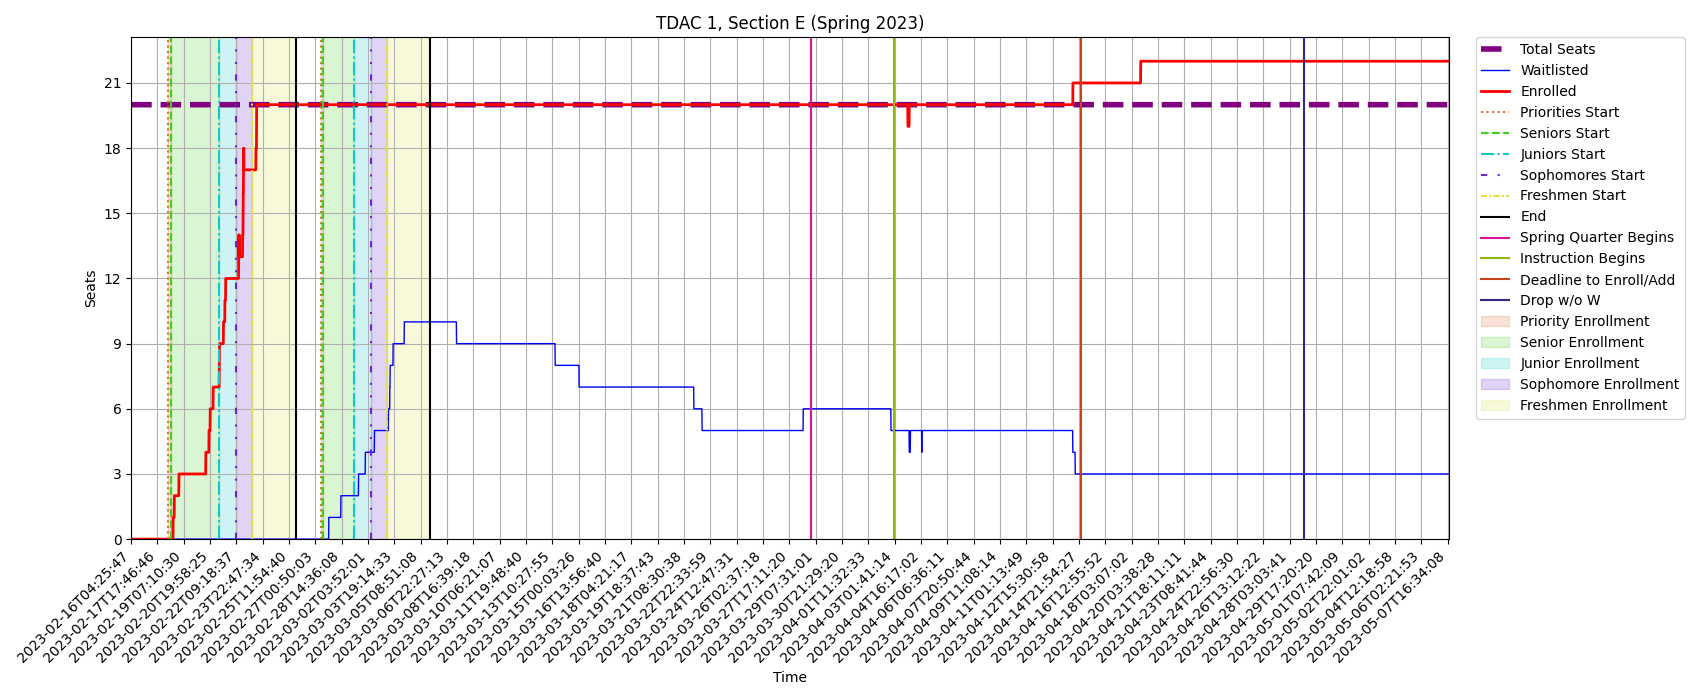 TDAC 1, Section E (Spring 2023)
Seats
21
18
15
12
9
6
3
0
2023-02-16T04:25:47
2023-02-17T17:46:46
2023-02-19T07:10:30
2023-02-20T19:58:25
2023-02-22T09:18:37
2023-02-23T22:47:34
2023-02-25T11:54:40
2023-02-27T00:50:03
2023-02-28T14:36:08
2023-03-02T03:52:01
2023-03-03T19:14:33
2023-03-05T08:51:08
2023-03-06T22:27:13
2023-03-08T16:39:18
2023-03-10T06:21:07
2023-03-11T19:48:40
2023-03-13T10:27:55
2023-03-15T00:03:26
2023-03-16T13:56:40
2023-03-18T04:21:17
2023-03-19T18:37:43
2023-03-21T08:30:38
2023-03-22T22:33:59
2023-03-24T12:47:31
2023-03-26T02:37:18
2023-03-27T17:11:20
2023-03-29T07:31:01
2023-03-30T21:29:20
2023-04-01T11:32:33
2023-04-03T01:41:14
2023-04-04T16:17:02
2023-04-06T06:36:11
2023-04-07T20:50:44
2023-04-09T11:08:14
2023-04-11T01:13:49
2023-04-12T15:30:58
2023-04-14T21:54:27
2023-04-16T12:55:52
2023-04-18T03:07:02
2023-04-20T03:38:28
2023-04-21T18:11:11
2023-04-23T08:41:44
2023-04-24T22:56:30
2023-04-26T13:12:22
2023-04-28T03:03:41
2023-04-29T17:20:20
2023-05-01T07:42:09
2023-05-02T22:01:02
2023-05-04T12:18:58
2023-05-06T02:21:53
2023-05-07T16:34:08
Time
Total Seats
Waitlisted
Enrolled
Priorities Start
Seniors Start
Juniors Start
Sophomores Start
Freshmen Start
End
Spring Quarter Begins
Instruction Begins
Deadline to Enroll/Add
Drop w/o W
Priority Enrollment
Senior Enrollment
Junior Enrollment
Sophomore Enrollment
Freshmen Enrollment